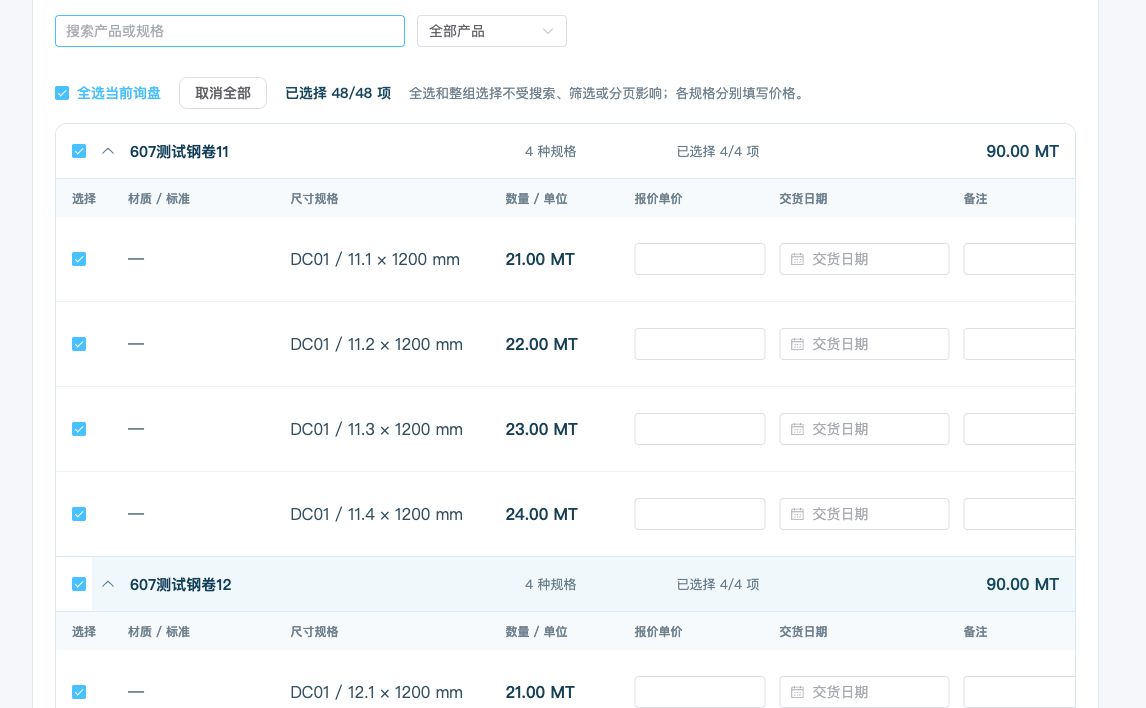 搜索产品或规格 全部产品
全选当前询盘 取消全部 已选择 48/48 项 全选和整组选择不受搜索、筛选或分页影响；各规格分别填写价格。
607测试钢卷11 4 种规格 已选择 4/4 项 90.00 MT
选择 材质 / 标准 尺寸规格 数量 / 单位 报价单价 交货日期 备注
— DC01 / 11.1 × 1200 mm 21.00 MT 交货日期
— DC01 / 11.2 × 1200 mm 22.00 MT 交货日期
— DC01 / 11.3 × 1200 mm 23.00 MT 交货日期
— DC01 / 11.4 × 1200 mm 24.00 MT 交货日期
607测试钢卷12 4 种规格 已选择 4/4 项 90.00 MT
选择 材质 / 标准 尺寸规格 数量 / 单位 报价单价 交货日期 备注
— DC01 / 12.1 × 1200 mm 21.00 MT 交货日期